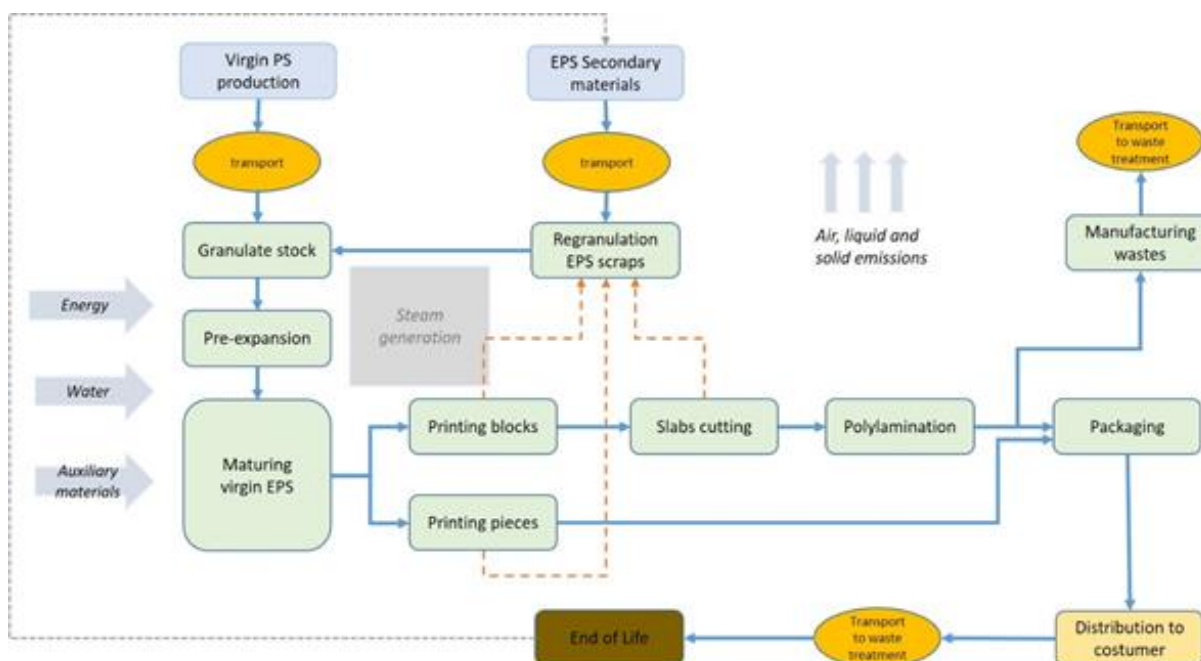 Virgin PS
production
EPS Secondary
materials
transport
transport
Transport
to waste
treatment
Granulate stock
Regranulation
EPS scraps
Air, liquid and
solid emissions
Manufacturing
wastes
Energy
Steam
generation
Pre-expansion
Water
Printing blocks
Slabs cutting
Polylamination
Packaging
Auxiliary
materials
Maturing
virgin EPS
Printing pieces
End of Life
Transport
to waste
treatment
Distribution to
costumer